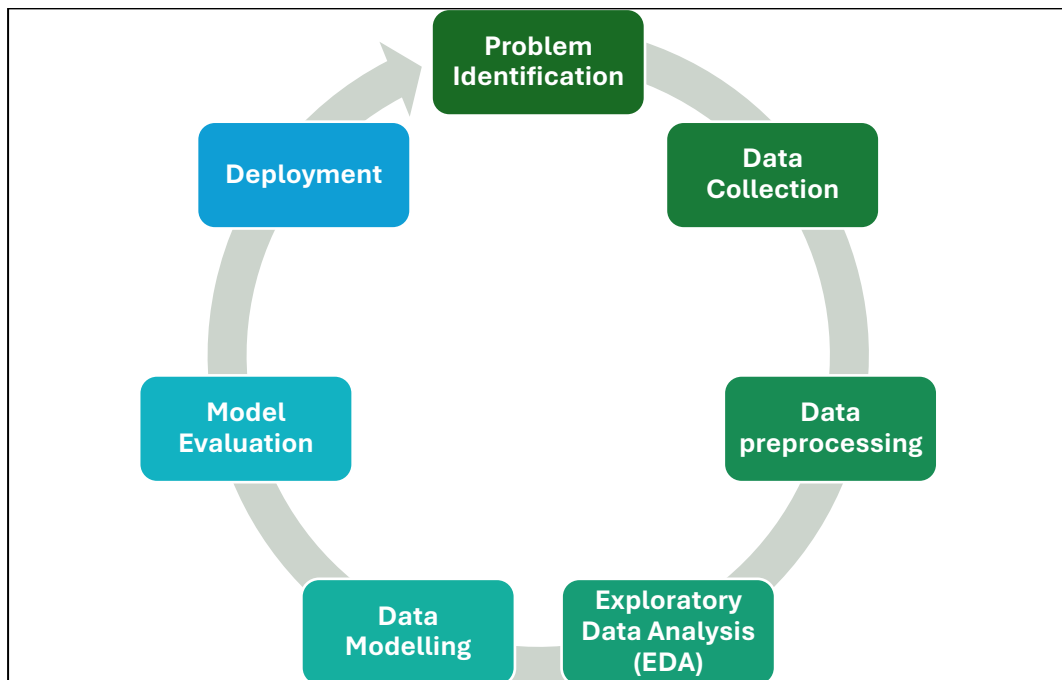 Problem
Identification
Data
Collection
Data
preprocessing
Exploratory
Data Analysis
(EDA)
Data
Modelling
Model
Evaluation
Deployment